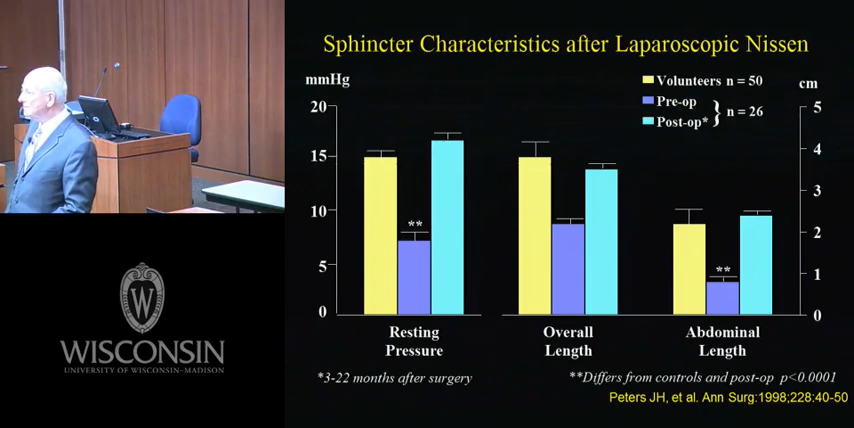 Sphincter Characteristics after Laparoscopic Nissen
mmHg
Volunteers n = 50
Pre-op
Post-op*
} n = 26
cm
20
15
10
5
0
**
**
5
4
3
2
1
0
Resting
Pressure
Overall
Length
Abdominal
Length
*3-22 months after surgery
**Differs from controls and post-op p<0.0001
Peters JH, et al. Ann Surg:1998;228:40-50
W
WISCONSIN
UNIVERSITY OF WISCONSIN–MADISON